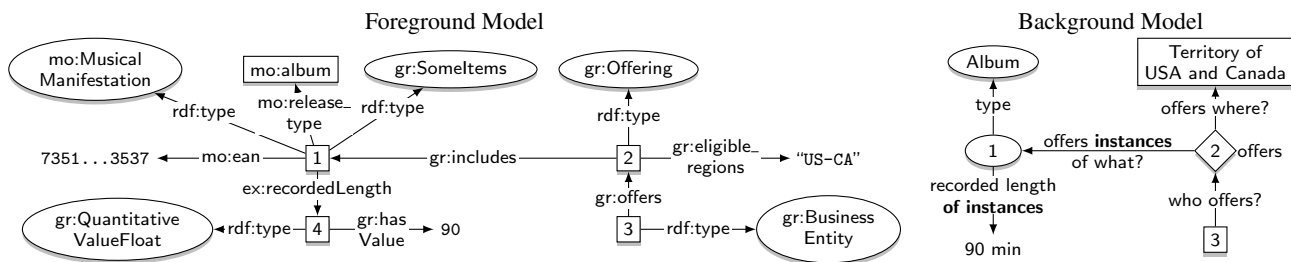 Foreground Model
Background Model
mo:Musical
Manifestation
mo:album
gr:SomeItems
gr:Offering
Album
Territory of
USA and Canada
rdf:type
mo:release_
type
rdf:type
rdf:type
type
offers where?
7351...3537
mo:ean
1
gr:includes
2
gr:eligible_
regions
“US-CA”
1
offers instances
of what?
2
offers
ex:recordedLength
gr:offers
recorded length
of instances
who offers?
gr:Quantitative
ValueFloat
rdf:type
4
gr:has
Value
90
3
rdf:type
gr:Business
Entity
90 min
3